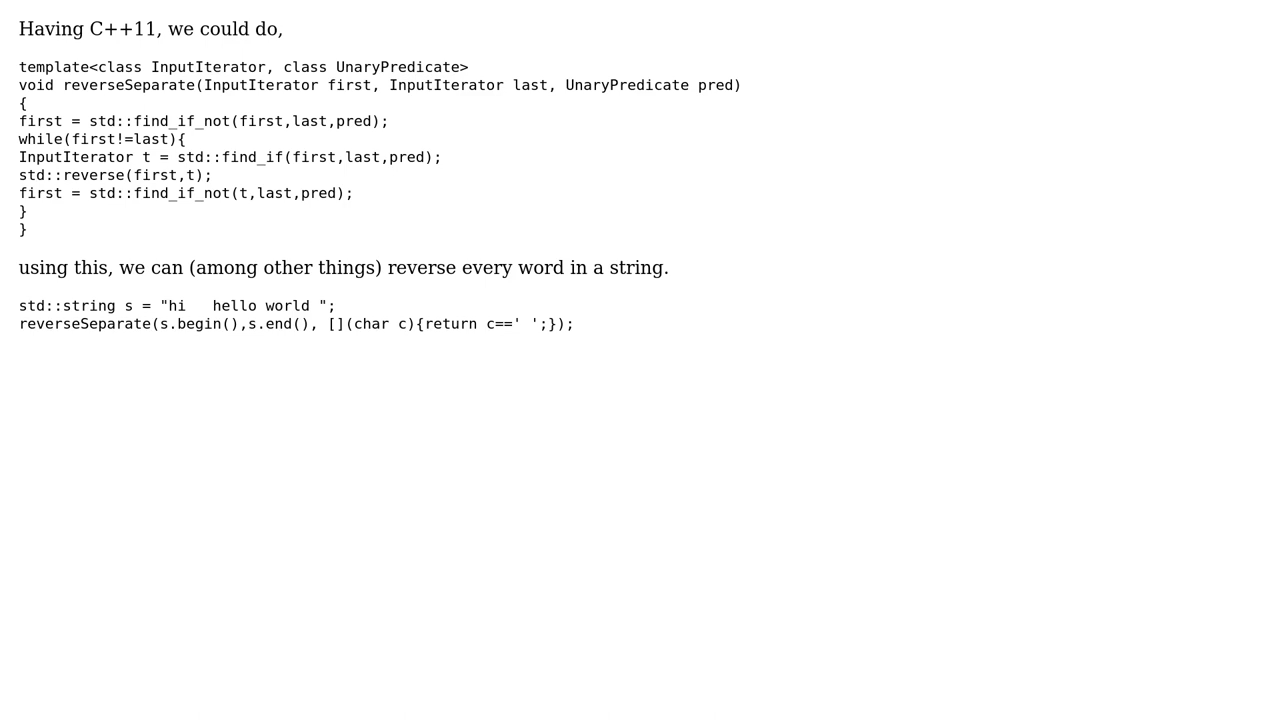 Having C++11, we could do,
template<class InputIterator, class UnaryPredicate>
void reverseSeparate(InputIterator first, InputIterator last, UnaryPredicate pred)
{
first = std::find_if_not(first,last,pred);
while(first!=last){
InputIterator t = std::find_if(first,last,pred);
std::reverse(first,t);
first = std::find_if_not(t,last,pred);
}
}
using this, we can (among other things) reverse every word in a string.
std::string s = "hi   hello world ";
reverseSeparate(s.begin(),s.end(), [](char c){return c==' ';});